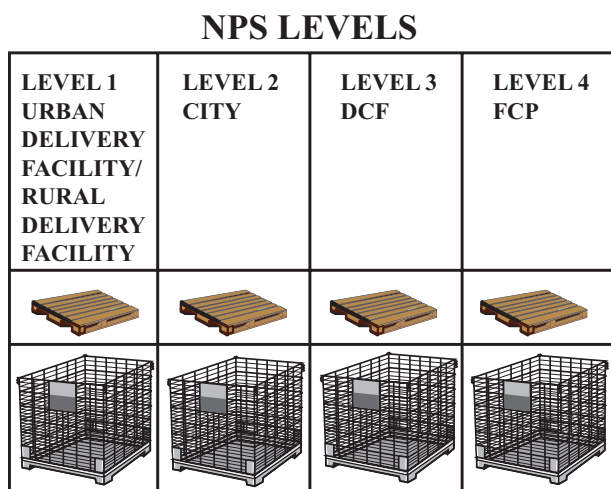 NPS LEVELS
LEVEL 1
URBAN
DELIVERY
FACILITY/
RURAL
DELIVERY
FACILITY
LEVEL 2
CITY
LEVEL 3
DCF
LEVEL 4
FCP